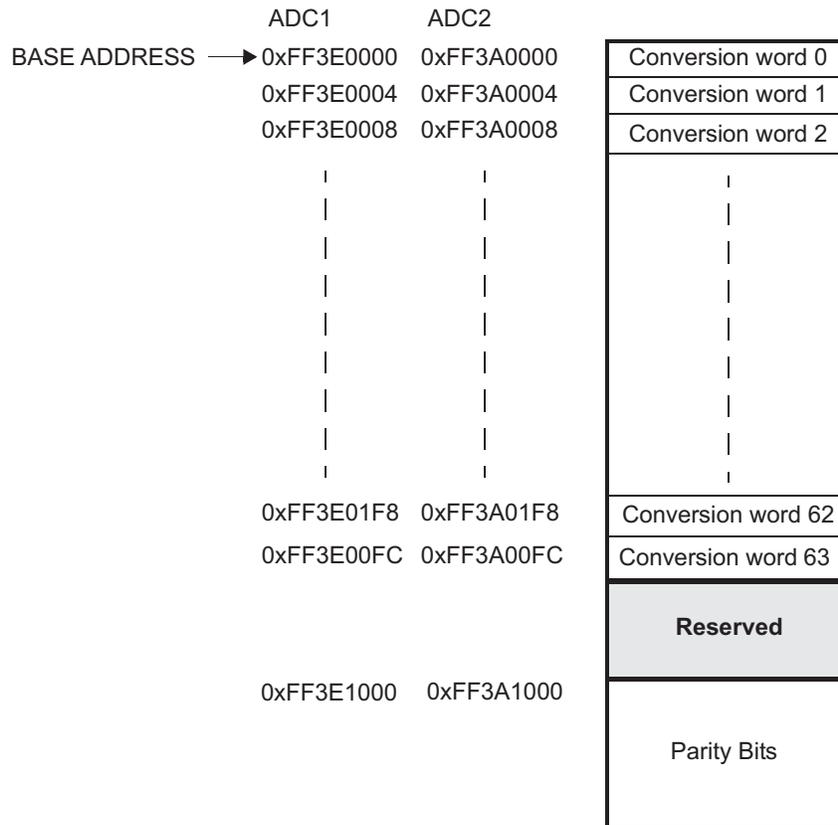 ADC1 ADC2
BASE ADDRESS 0xFF3E0000 0xFF3A0000 Conversion word 0
0xFF3E0004 0xFF3A0004 Conversion word 1
0xFF3E0008 0xFF3A0008 Conversion word 2
0xFF3E01F8 0xFF3A01F8 Conversion word 62
0xFF3E00FC 0xFF3A00FC Conversion word 63
Reserved
0xFF3E1000 0xFF3A1000
Parity Bits